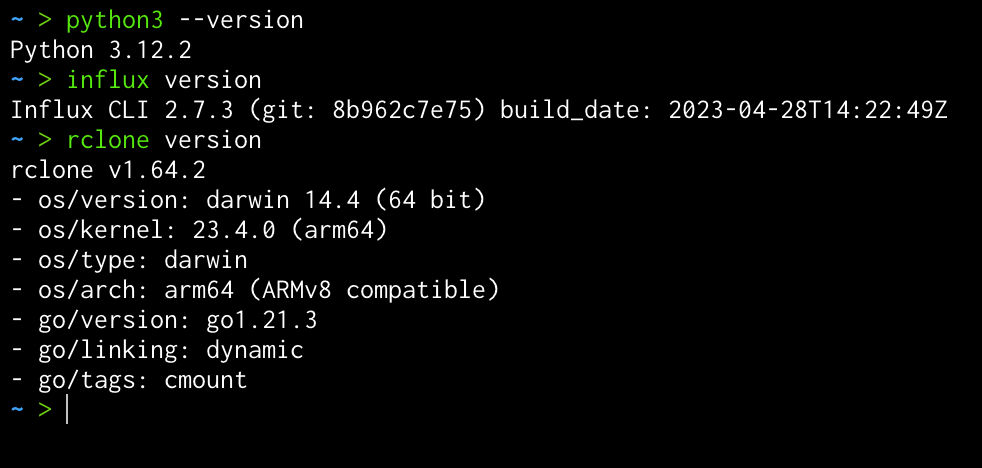 ~ > python3 --version
Python 3.12.2
~ > influx version
Influx CLI 2.7.3 (git: 8b962c7e75) build_date: 2023-04-28T14:22:49Z
~ > rclone version
rclone v1.64.2
- os/version: darwin 14.4 (64 bit)
- os/kernel: 23.4.0 (arm64)
- os/type: darwin
- os/arch: arm64 (ARMv8 compatible)
- go/version: go1.21.3
- go/linking: dynamic
- go/tags: cmount
~ >